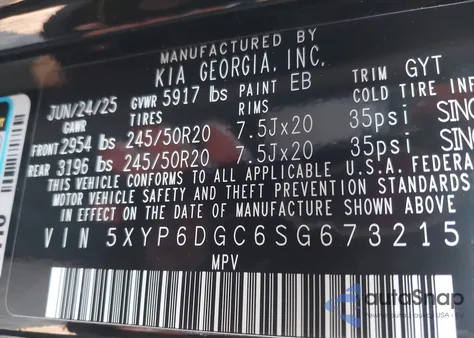 MANUFACTURED BY
KIA GEORGIA, INC.
JUN/24/25 GVWR 5917 lbs PAINT EB TRIM GYT
GAWR TIRES RIMS COLD TIRE INF
FRONT 2954 lbs 245/50R20 7.5Jx20 35psi SING
REAR 3196 lbs 245/50R20 7.5Jx20 35psi SING
THIS VEHICLE CONFORMS TO ALL APPLICABLE U.S.A. FEDERA
MOTOR VEHICLE SAFETY AND THEFT PREVENTION STANDARDS
IN EFFECT ON THE DATE OF MANUFACTURE SHOWN ABOVE
VIN 5XYP6DGC6SG673215
MPV
autoSnap